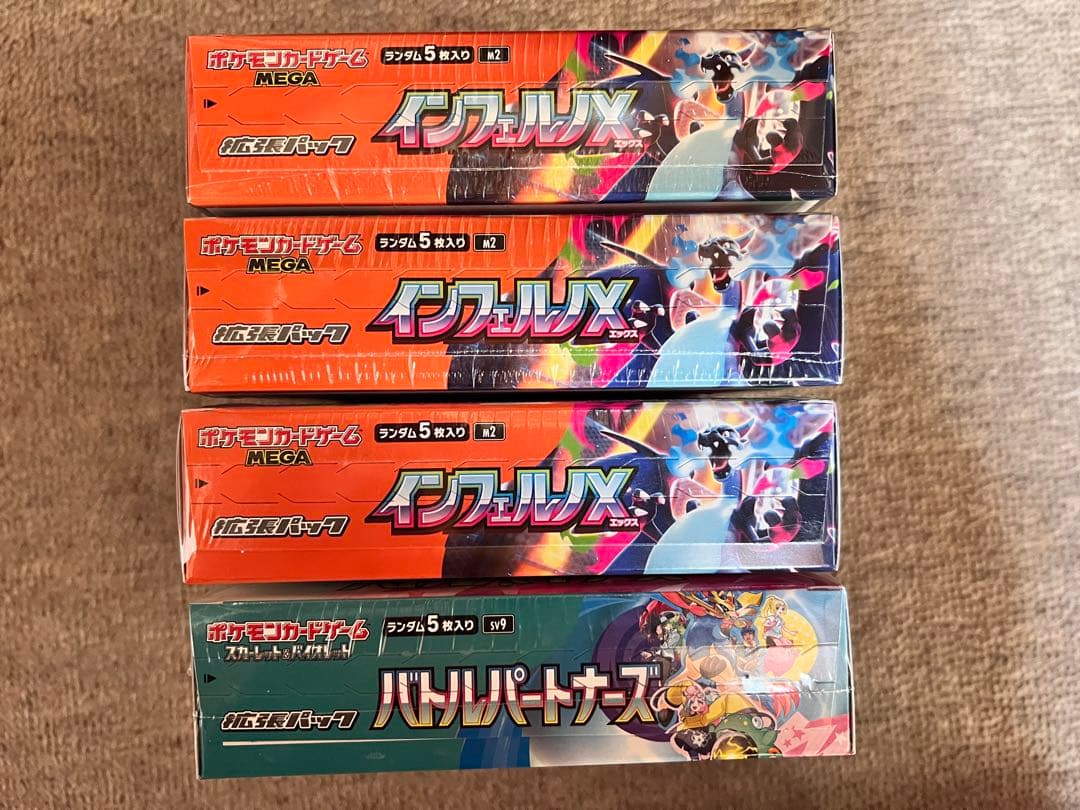 ポケモンカードゲーム
MEGA
ランダム5枚入り M2
インフェルノX
エックス
拡張パック
ポケモンカードゲーム
MEGA
ランダム5枚入り M2
インフェルノX
エックス
拡張パック
ポケモンカードゲーム
MEGA
ランダム5枚入り M2
インフェルノX
エックス
拡張パック
ポケモンカードゲーム
スカーレット&バイオレット
ランダム5枚入り SV9
バトルパートナーズ
拡張パック